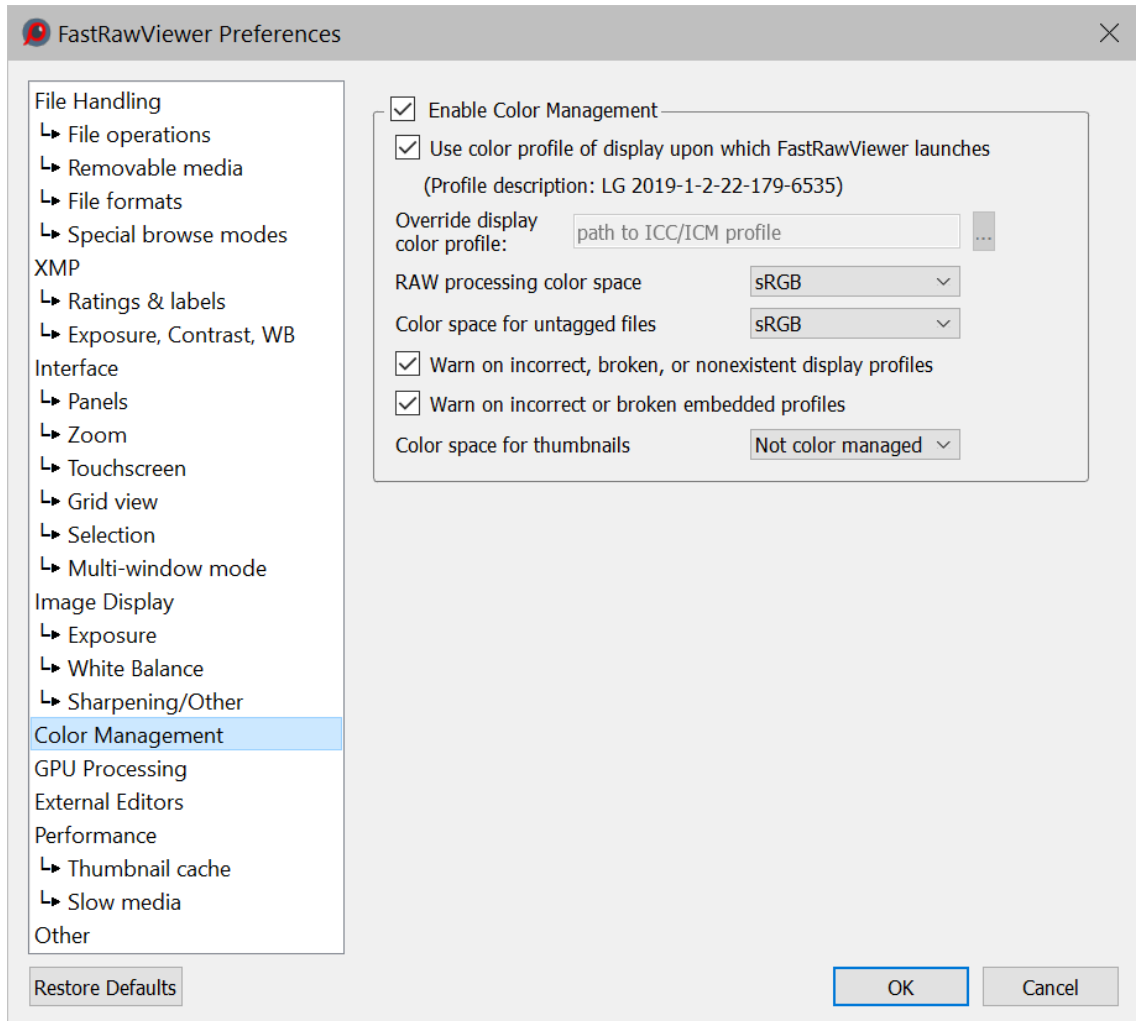 FastRawViewer Preferences
File Handling
File operations
Removable media
File formats
Special browse modes
XMP
Ratings & labels
Exposure, Contrast, WB
Interface
Panels
Zoom
Touchscreen
Grid view
Selection
Multi-window mode
Image Display
Exposure
White Balance
Sharpening/Other
Color Management
GPU Processing
External Editors
Performance
Thumbnail cache
Slow media
Other
Enable Color Management
Use color profile of display upon which FastRawViewer launches
(Profile description: LG 2019-1-2-22-179-6535)
Override display
color profile:
path to ICC/ICM profile
...
RAW processing color space
sRGB
Color space for untagged files
sRGB
Warn on incorrect, broken, or nonexistent display profiles
Warn on incorrect or broken embedded profiles
Color space for thumbnails
Not color managed
Restore Defaults
OK
Cancel